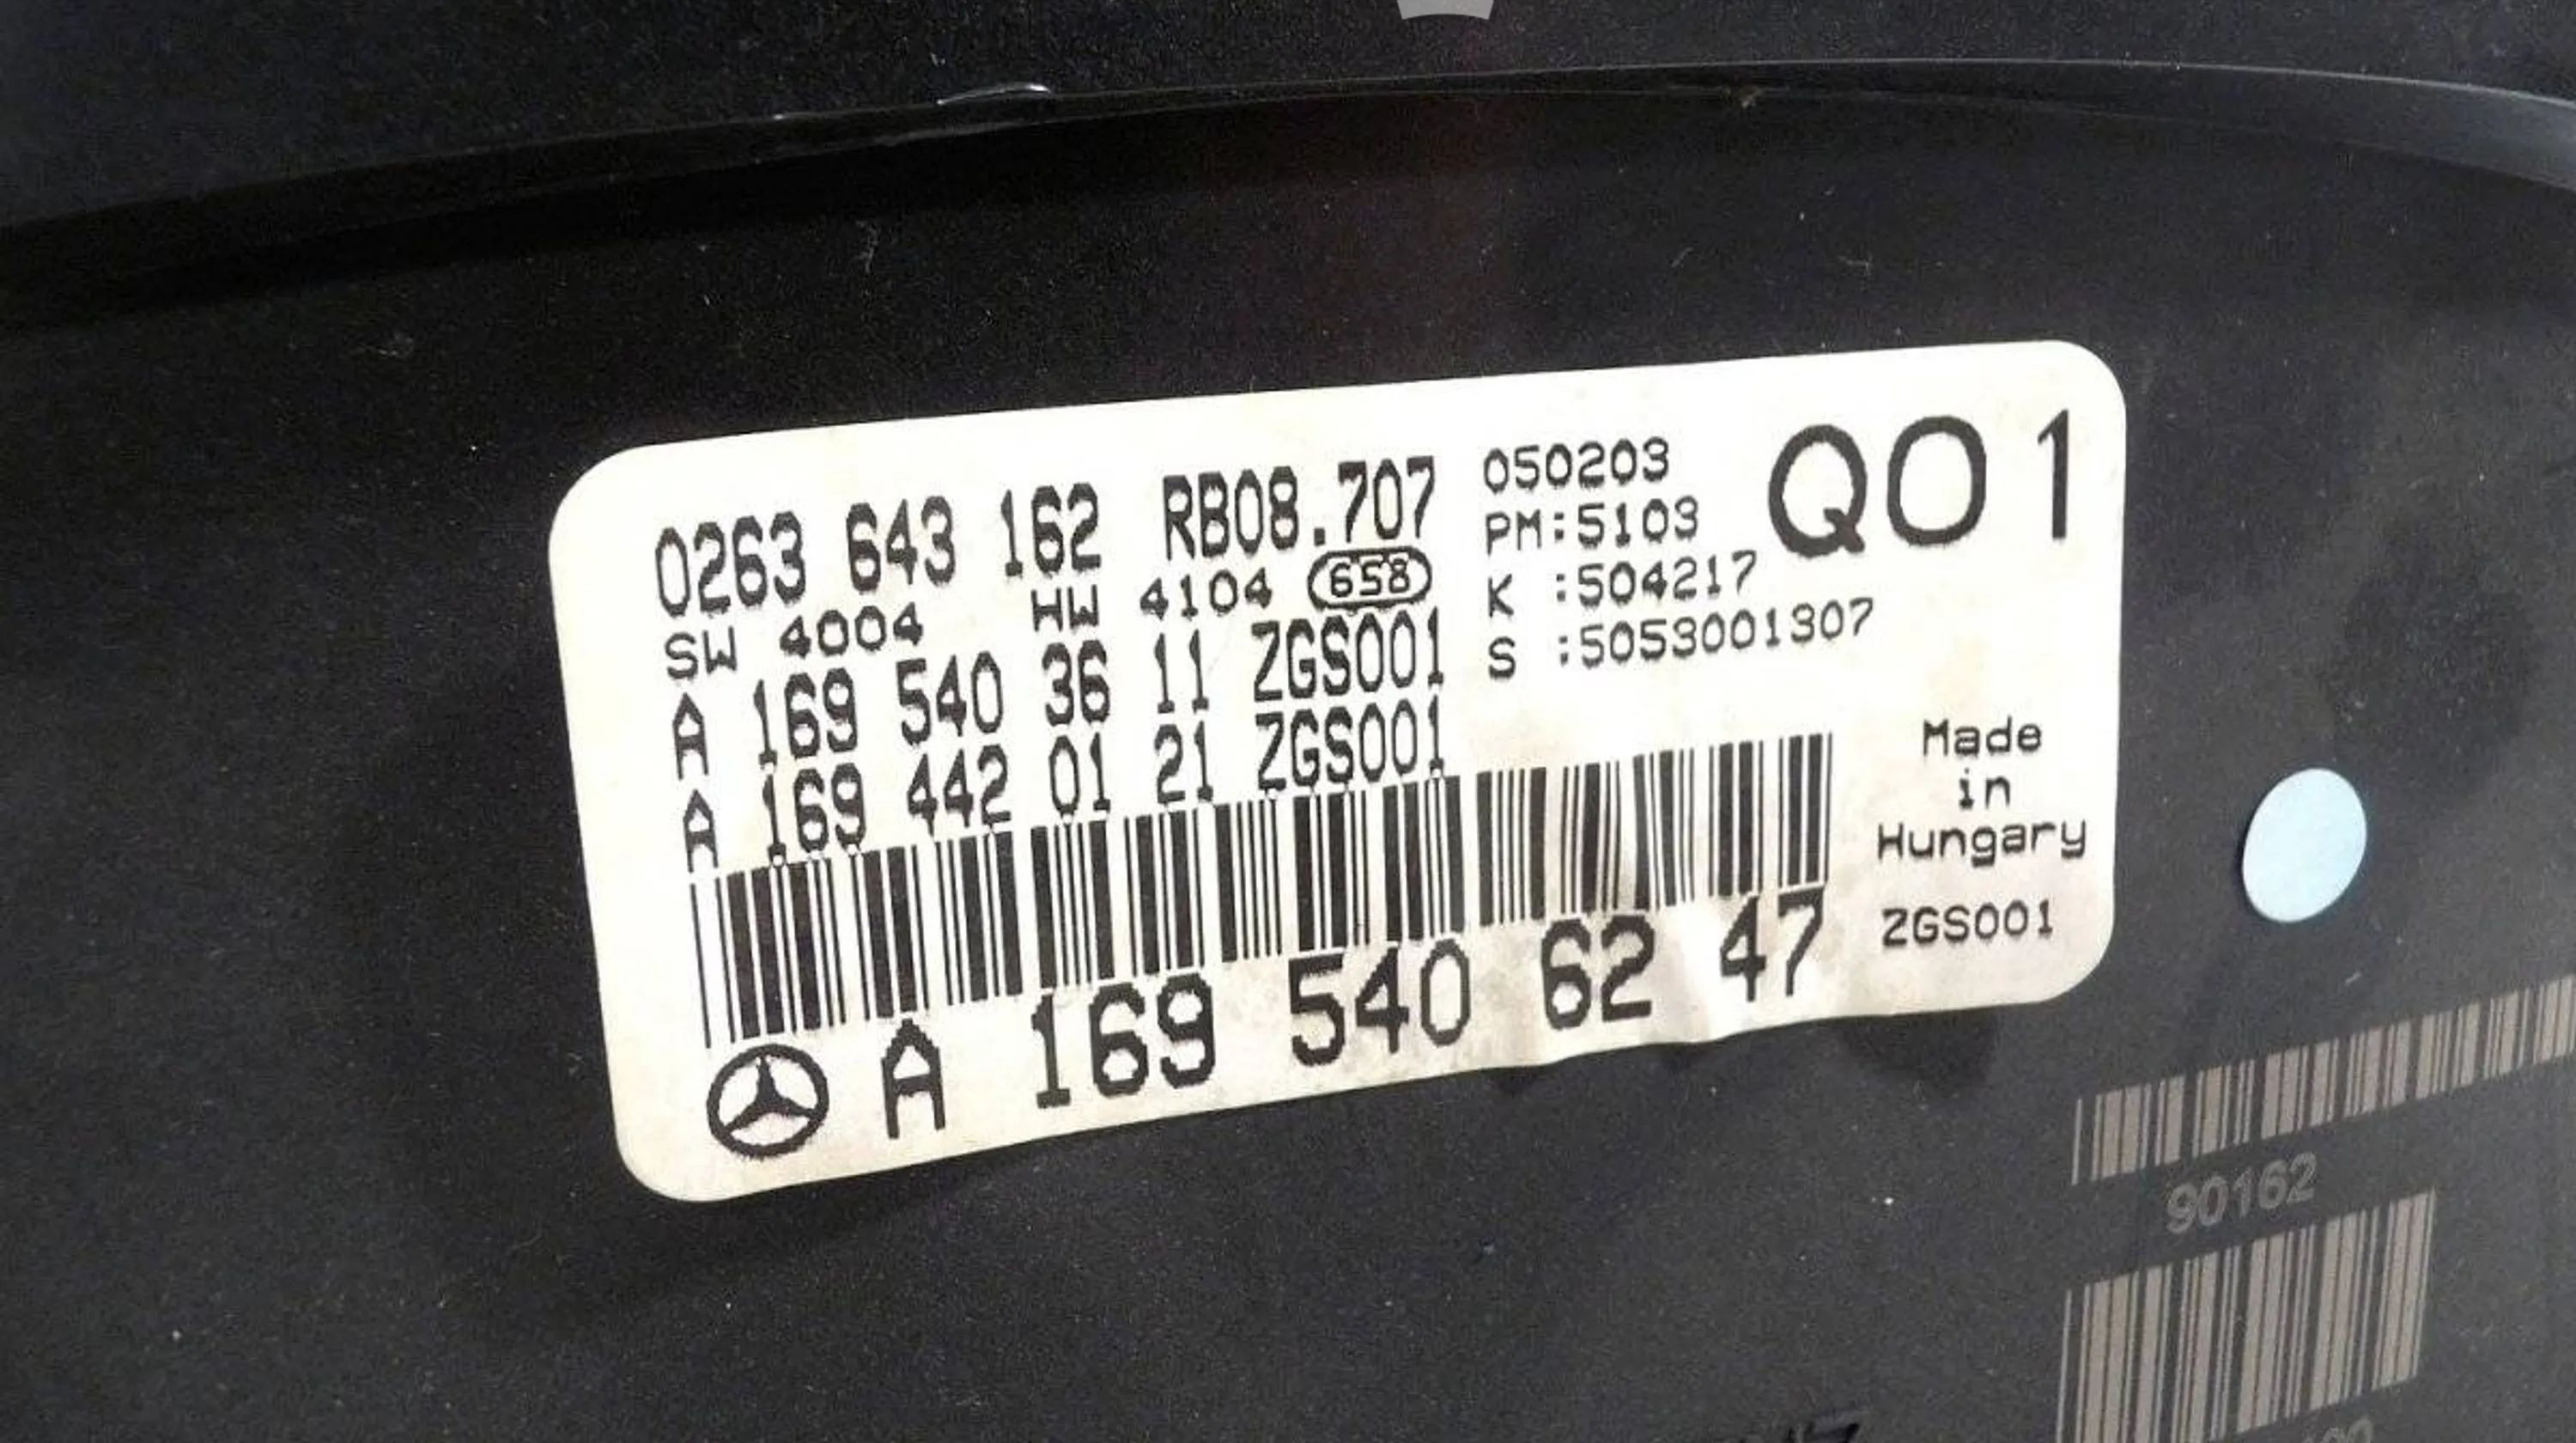 0263 643 162 RB08.707
SW 4004 HW 4104 658
A 169 540 36 11 ZGS001
A 169 442 01 21 ZGS001
050203
PM:5103
K :504217
S :5053001307
Q01
Made
in
Hungary
ZGS001
A 169 540 62 47
90162